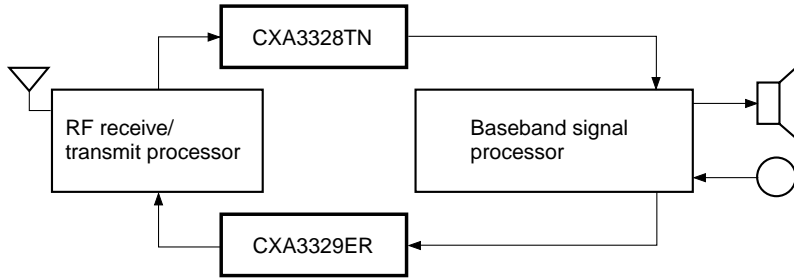 CXA3328TN
RF receive/
transmit processor
Baseband signal
processor
CXA3329ER